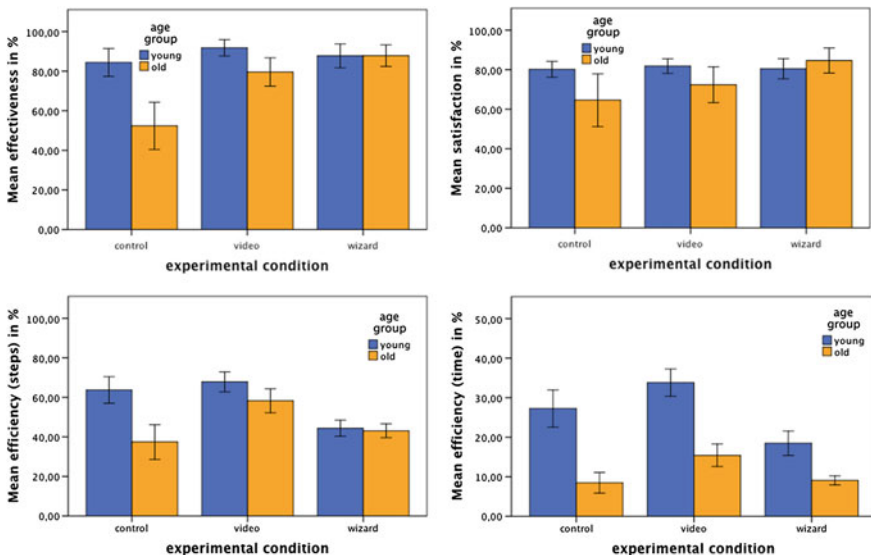 Mean effectiveness in %
100,00
80,00
60,00
40,00
20,00
0,00
age
group
young
old
control video wizard
experimental condition
Mean satisfaction in %
100,00
80,00
60,00
40,00
20,00
0,00
age
group
young
old
control video wizard
experimental condition
Mean efficiency (steps) in %
100,00
80,00
60,00
40,00
20,00
0,00
age
group
young
old
control video wizard
experimental condition
Mean efficiency (time) in %
50,00
40,00
30,00
20,00
10,00
0,00
age
group
young
old
control video wizard
experimental condition